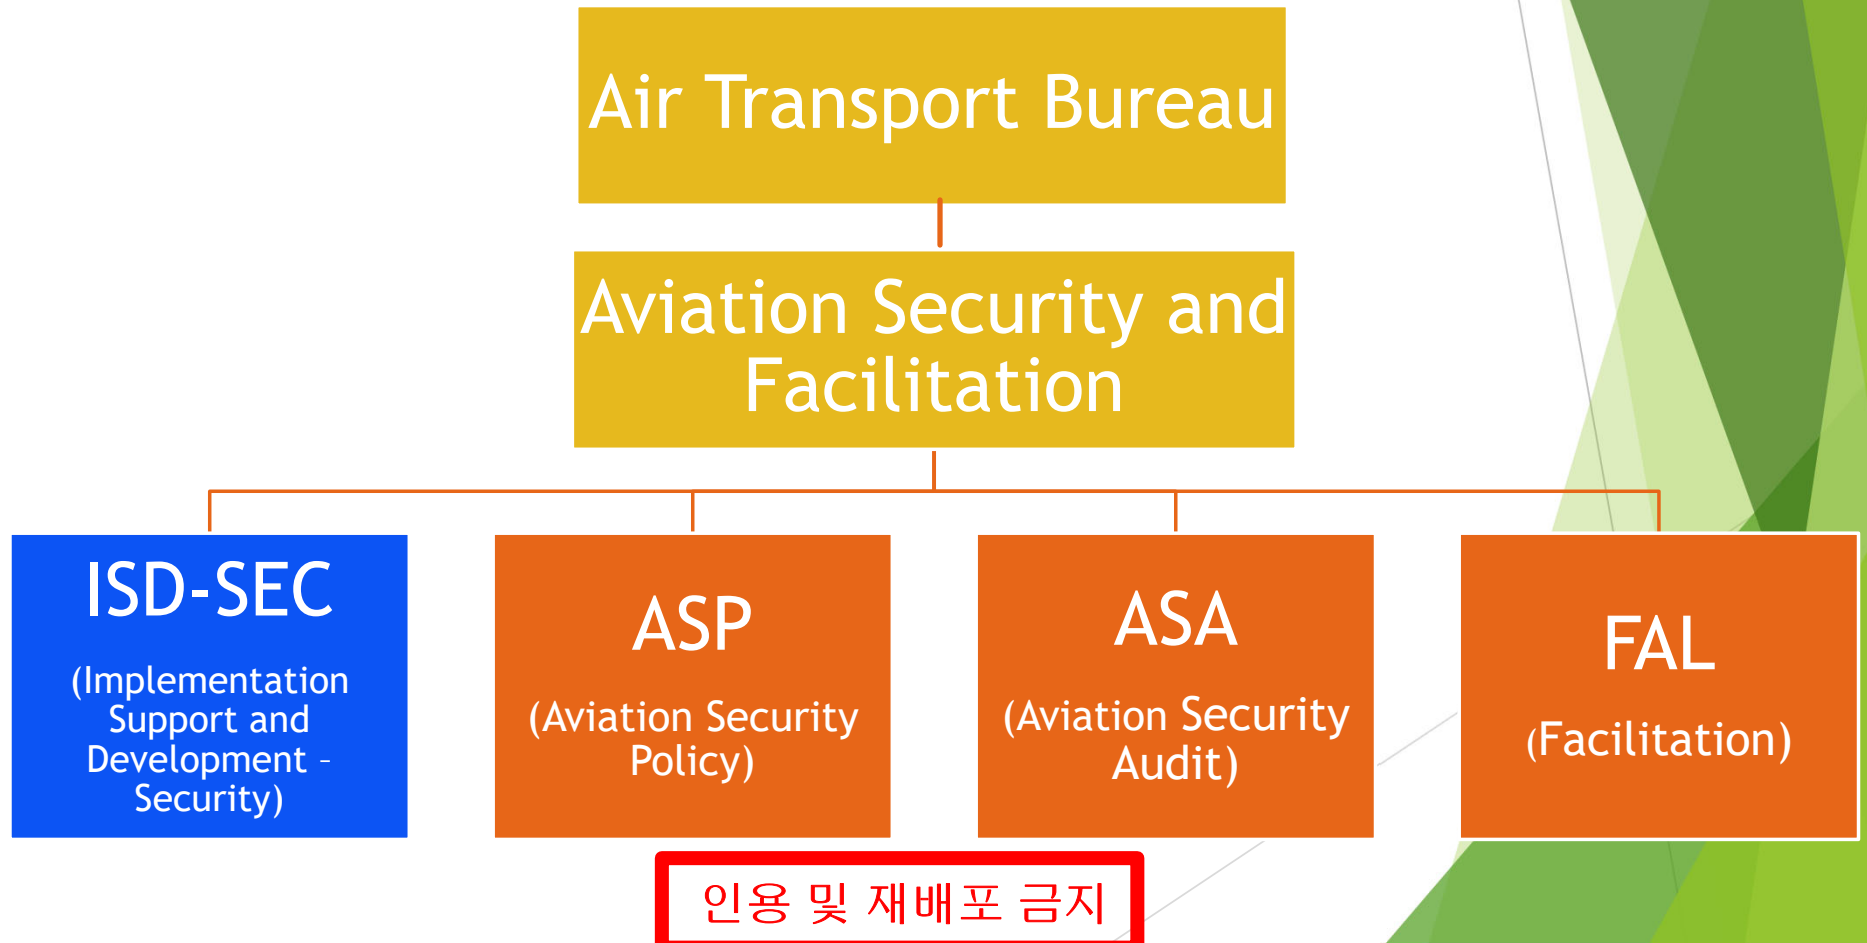 Air Transport Bureau
Aviation Security and
Facilitation
ISD-SEC
(Implementation
Support and
Development –
Security)
ASP
(Aviation Security
Policy)
ASA
(Aviation Security
Audit)
FAL
(Facilitation)
인용 및 재배포 금지